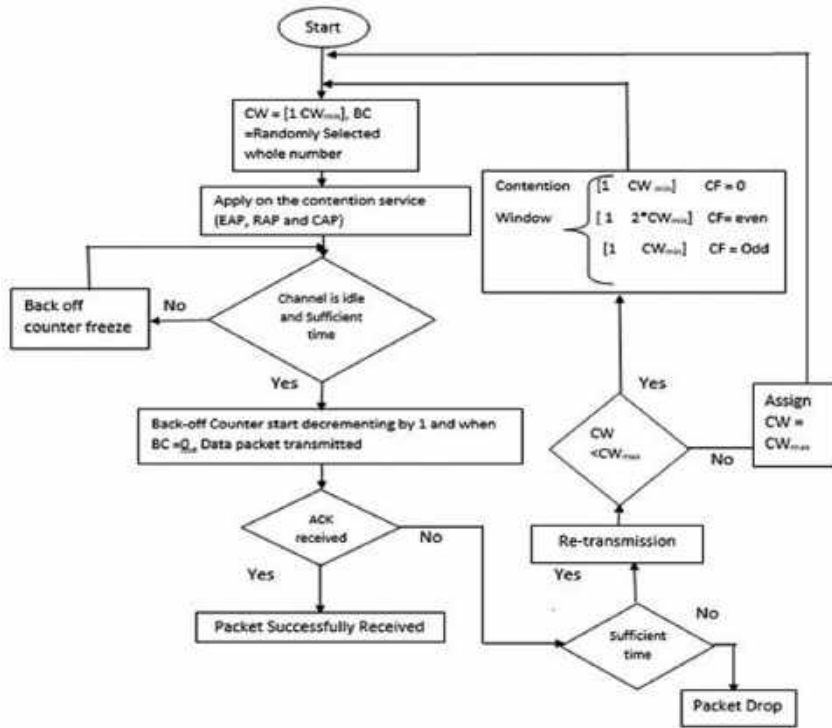 Start
CW = [1 CWmin], BC
=Randomly Selected
whole number
Apply on the contention service
(EAP, RAP and CAP)
Back off
counter freeze
No
Channel is idle
and Sufficient
time
Yes
Back-off Counter start decrementing by 1 and when
BC =0 Data packet transmitted
ACK
received
No
Yes
Packet Successfully Received
Contention
Window
[1 CW min] CF = 0
[ 1 2*CWmin] CF= even
[1 CWmin] CF = Odd
Yes
CW
<CWmax
No
Assign
CW =
CWmax
Re-transmission
Yes
Sufficient
time
No
Packet Drop